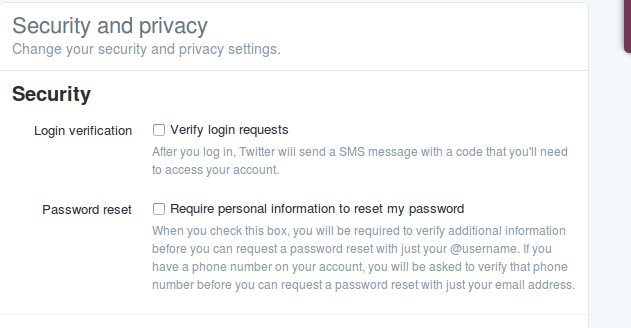 Security and privacy
Change your security and privacy settings.
Security
Login verification
Verify login requests
After you log in, Twitter will send a SMS message with a code that you'll need
to access your account.
Password reset
Require personal information to reset my password
When you check this box, you will be required to verify additional information
before you can request a password reset with just your @username. If you
have a phone number on your account, you will be asked to verify that phone
number before you can request a password reset with just your email address.